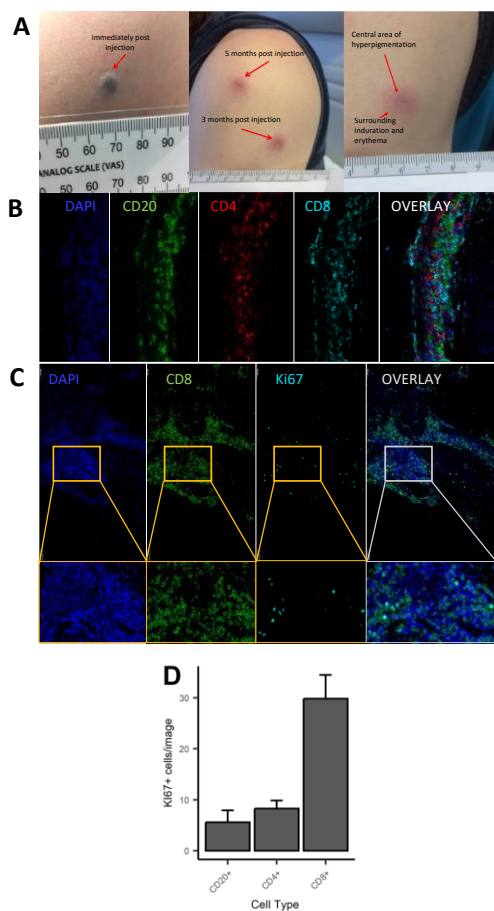 A
immediately post
injection
90 80 70 60 50
ANALOG SCALE (VAS)
90 80 70 60 50
5 months post injection
3 months post injection
Central area of
hyperpigmentation
Surrounding
induration and
erythema
B
DAPI CD20 CD4 CD8 OVERLAY
C
DAPI CD8 Ki67 OVERLAY
D
KI67+ cells/image
30
20
10
0
CD20+ CD4+ CD8+
Cell Type